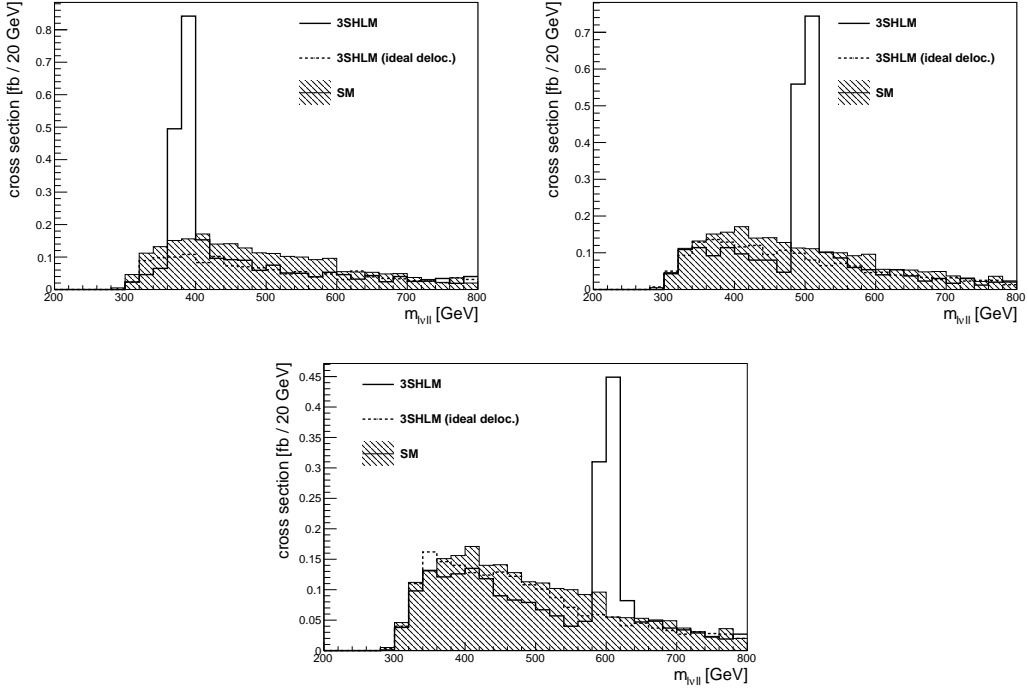 cross section [fb / 20 GeV]
0.8
0.7
0.6
0.5
0.4
0.3
0.2
0.1
0
200 300 400 500 600 700 800
m_lνll [GeV]
3SHLM
3SHLM (ideal deloc.)
SM
cross section [fb / 20 GeV]
0.7
0.6
0.5
0.4
0.3
0.2
0.1
0
200 300 400 500 600 700 800
m_lνll [GeV]
3SHLM
3SHLM (ideal deloc.)
SM
cross section [fb / 20 GeV]
0.45
0.4
0.35
0.3
0.25
0.2
0.15
0.1
0.05
0
200 300 400 500 600 700 800
m_lνll [GeV]
3SHLM
3SHLM (ideal deloc.)
SM